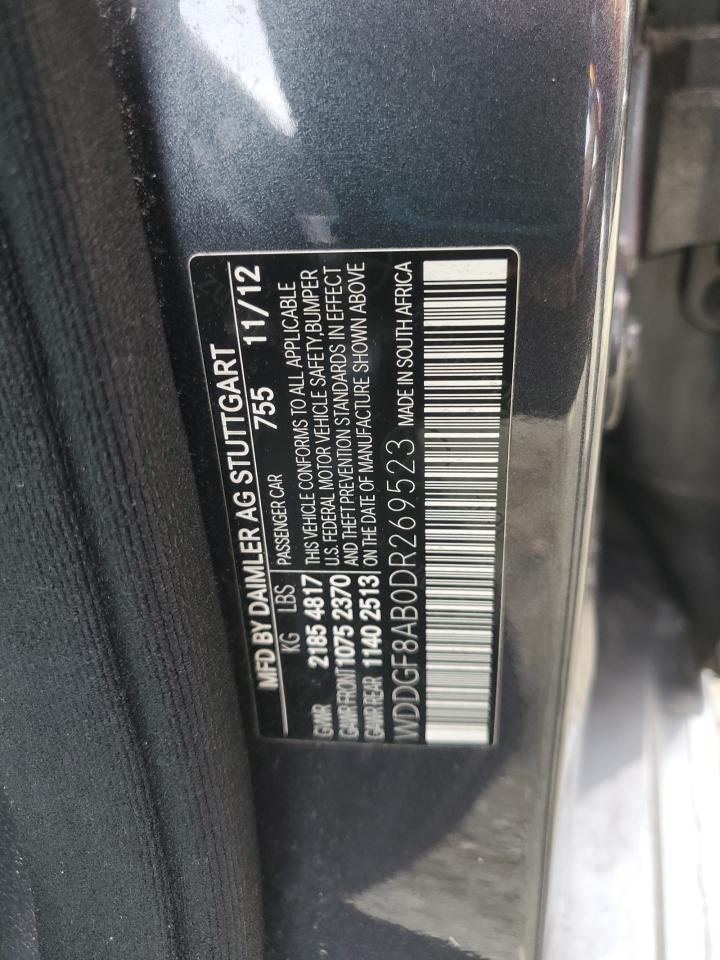 MFD BY DAIMLER AG STUTTGART
755 11/12
KG LBS PASSENGER CAR
GVWR 2185 4817 THIS VEHICLE CONFORMS TO ALL APPLICABLE
GAWR FRONT 1075 2370 U.S. FEDERAL MOTOR VEHICLE SAFETY,BUMPER
GAWR REAR 1140 2513 AND THEFT PREVENTION STANDARDS IN EFFECT
ON THE DATE OF MANUFACTURE SHOWN ABOVE
WDDGF8AB0DR269523 MADE IN SOUTH AFRICA